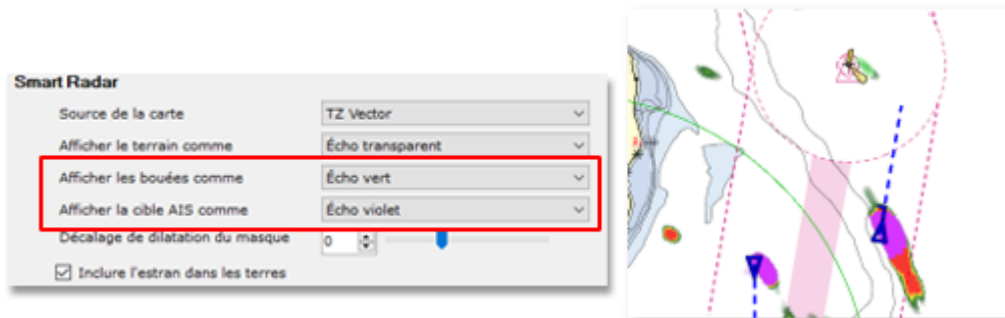 Smart Radar
Source de la carte TZ Vector
Afficher le terrain comme Écho transparent
Afficher les bouées comme Écho vert
Afficher la cible AIS comme Écho violet
Décalage de dilatation du masque 0
Inclure l'estran dans les terres